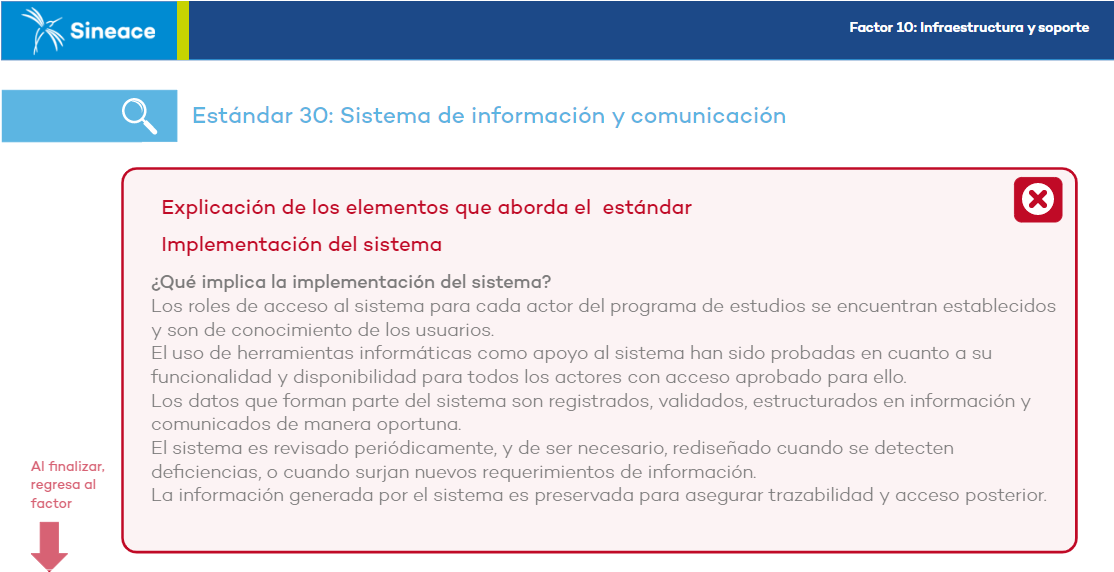 Sineace
Factor 10: Infraestructura y soporte
Estándar 30: Sistema de información y comunicación
Explicación de los elementos que aborda el estándar
Implementación del sistema
¿Qué implica la implementación del sistema?
Los roles de acceso al sistema para cada actor del programa de estudios se encuentran establecidos
y son de conocimiento de los usuarios.
El uso de herramientas informáticas como apoyo al sistema han sido probadas en cuanto a su
funcionalidad y disponibilidad para todos los actores con acceso aprobado para ello.
Los datos que forman parte del sistema son registrados, validados, estructurados en información y
comunicados de manera oportuna.
El sistema es revisado periódicamente, y de ser necesario, rediseñado cuando se detecten
deficiencias, o cuando surjan nuevos requerimientos de información.
La información generada por el sistema es preservada para asegurar trazabilidad y acceso posterior.
Al finalizar,
regresa al
factor